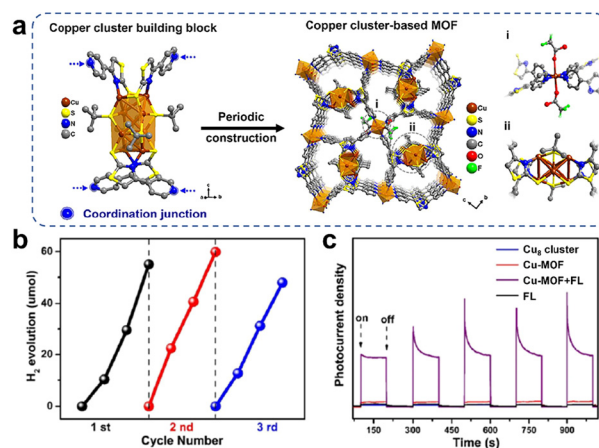 a
Copper cluster building block
Copper cluster-based MOF
i
Cu
S
N
C
Periodic
construction
i
ii
Cu
S
N
C
O
F
ii
Coordination junction
a
c
b
c
b
b
H2 evolution (umol)
60
40
20
0
1 st
2 nd
3 rd
Cycle Number
c
Photocurrent density
Cu8 cluster
Cu-MOF
Cu-MOF+FL
FL
on
off
150
300
450
600
750
900
Time (s)